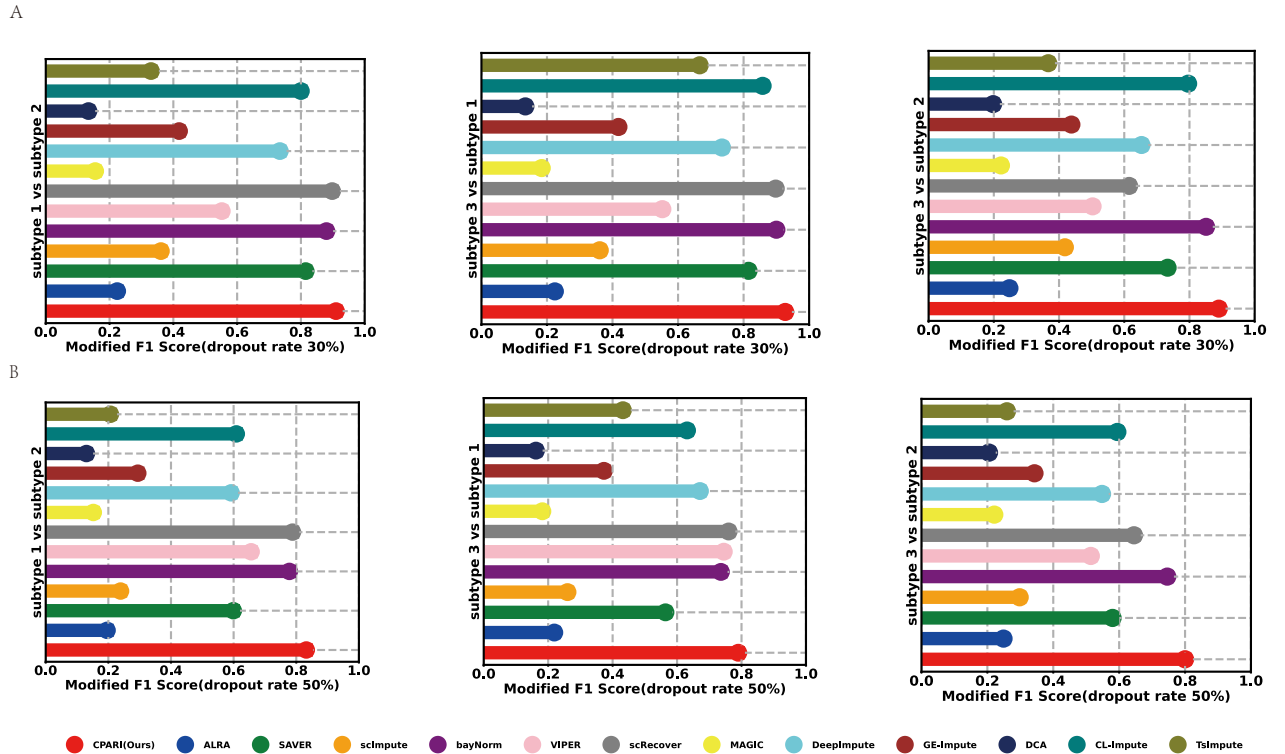 A
subtype 1 vs subtype 2
0.0 0.2 0.4 0.6 0.8 1.0
Modified F1 Score(dropout rate 30%)
subtype 3 vs subtype 1
0.0 0.2 0.4 0.6 0.8 1.0
Modified F1 Score(dropout rate 30%)
subtype 3 vs subtype 2
0.0 0.2 0.4 0.6 0.8 1.0
Modified F1 Score(dropout rate 30%)
B
subtype 1 vs subtype 2
0.0 0.2 0.4 0.6 0.8 1.0
Modified F1 Score(dropout rate 50%)
subtype 3 vs subtype 1
0.0 0.2 0.4 0.6 0.8 1.0
Modified F1 Score(dropout rate 50%)
subtype 3 vs subtype 2
0.0 0.2 0.4 0.6 0.8 1.0
Modified F1 Score(dropout rate 50%)
CPARI(Ours) ALRA SAVER scImpute bayNorm VIPER scRecover MAGIC DeepImpute GE-Impute DCA CL-Impute TsImpute